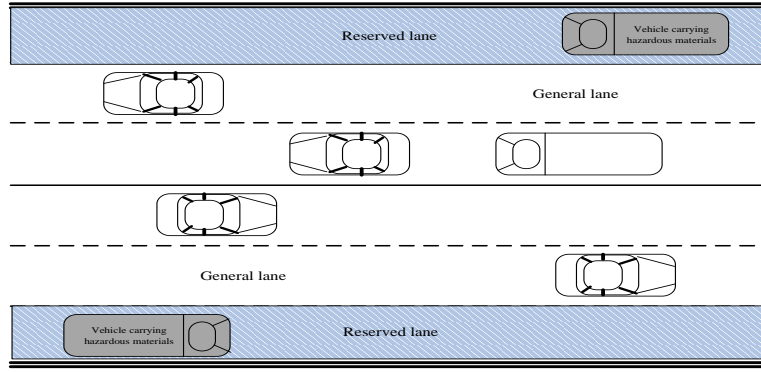 Reserved lane
Vehicle carrying
hazardous materials
General lane
General lane
Vehicle carrying
hazardous materials
Reserved lane